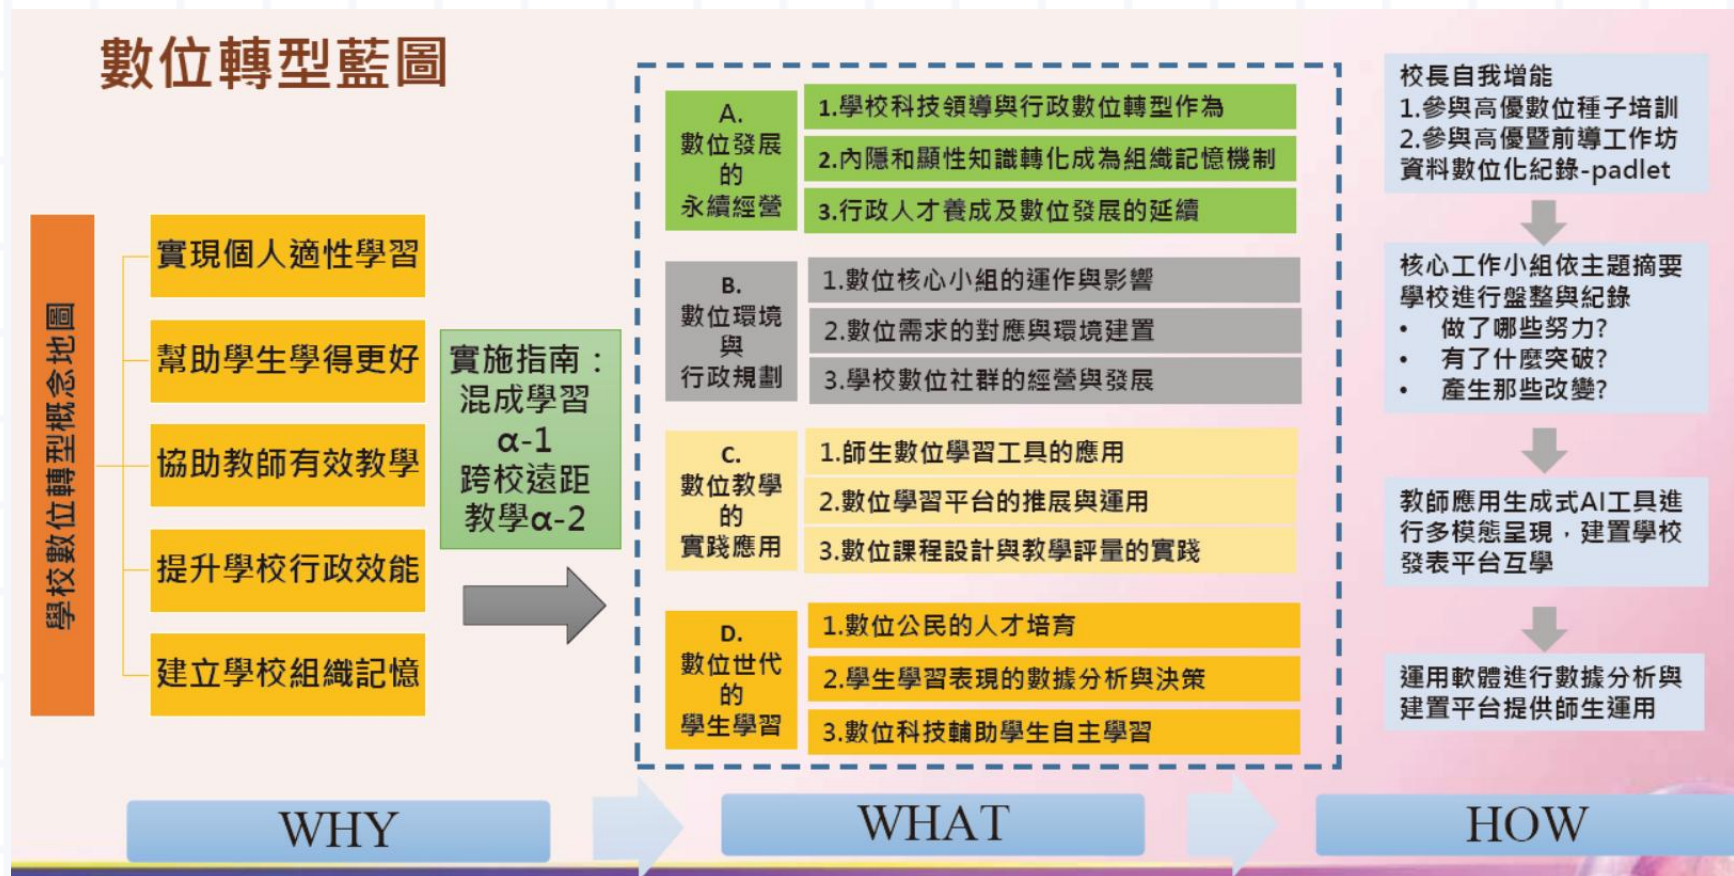 數位轉型藍圖
學校數位轉型概念地圖
實現個人適性學習
幫助學生學得更好
協助教師有效教學
提升學校行政效能
建立學校組織記憶
實施指南：
混成學習
α-1
跨校遠距
教學α-2
A.
數位發展
的
永續經營
1.學校科技領導與行政數位轉型作為
2.內隱和顯性知識轉化成為組織記憶機制
3.行政人才養成及數位發展的延續
B.
數位環境
與
行政規劃
1.數位核心小組的運作與影響
2.數位需求的對應與環境建置
3.學校數位社群的經營與發展
C.
數位教學
的
實踐應用
1.師生數位學習工具的應用
2.數位學習平台的推展與運用
3.數位課程設計與教學評量的實踐
D.
數位世代
的
學生學習
1.數位公民的人才培育
2.學生學習表現的數據分析與決策
3.數位科技輔助學生自主學習
校長自我增能
1.參與高優數位種子培訓
2.參與高優暨前導工作坊
資料數位化紀錄-padlet
核心工作小組依主題摘要
學校進行盤整與紀錄
• 做了哪些努力?
• 有了什麼突破?
• 產生那些改變?
教師應用生成式AI工具進
行多模態呈現，建置學校
發表平台互學
運用軟體進行數據分析與
建置平台提供師生運用
WHY
WHAT
HOW